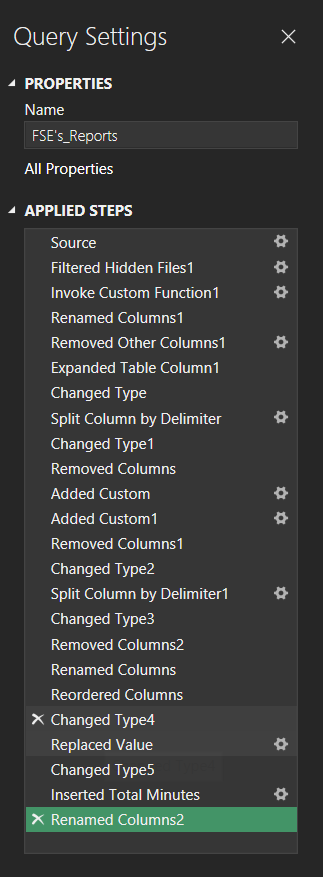 Query Settings
PROPERTIES
Name
FSE's_Reports
All Properties
APPLIED STEPS
Source
Filtered Hidden Files1
Invoke Custom Function1
Renamed Columns1
Removed Other Columns1
Expanded Table Column1
Changed Type
Split Column by Delimiter
Changed Type1
Removed Columns
Added Custom
Added Custom1
Removed Columns1
Changed Type2
Split Column by Delimiter1
Changed Type3
Removed Columns2
Renamed Columns
Reordered Columns
Changed Type4
Replaced Value
Changed Type5
Inserted Total Minutes
Renamed Columns2